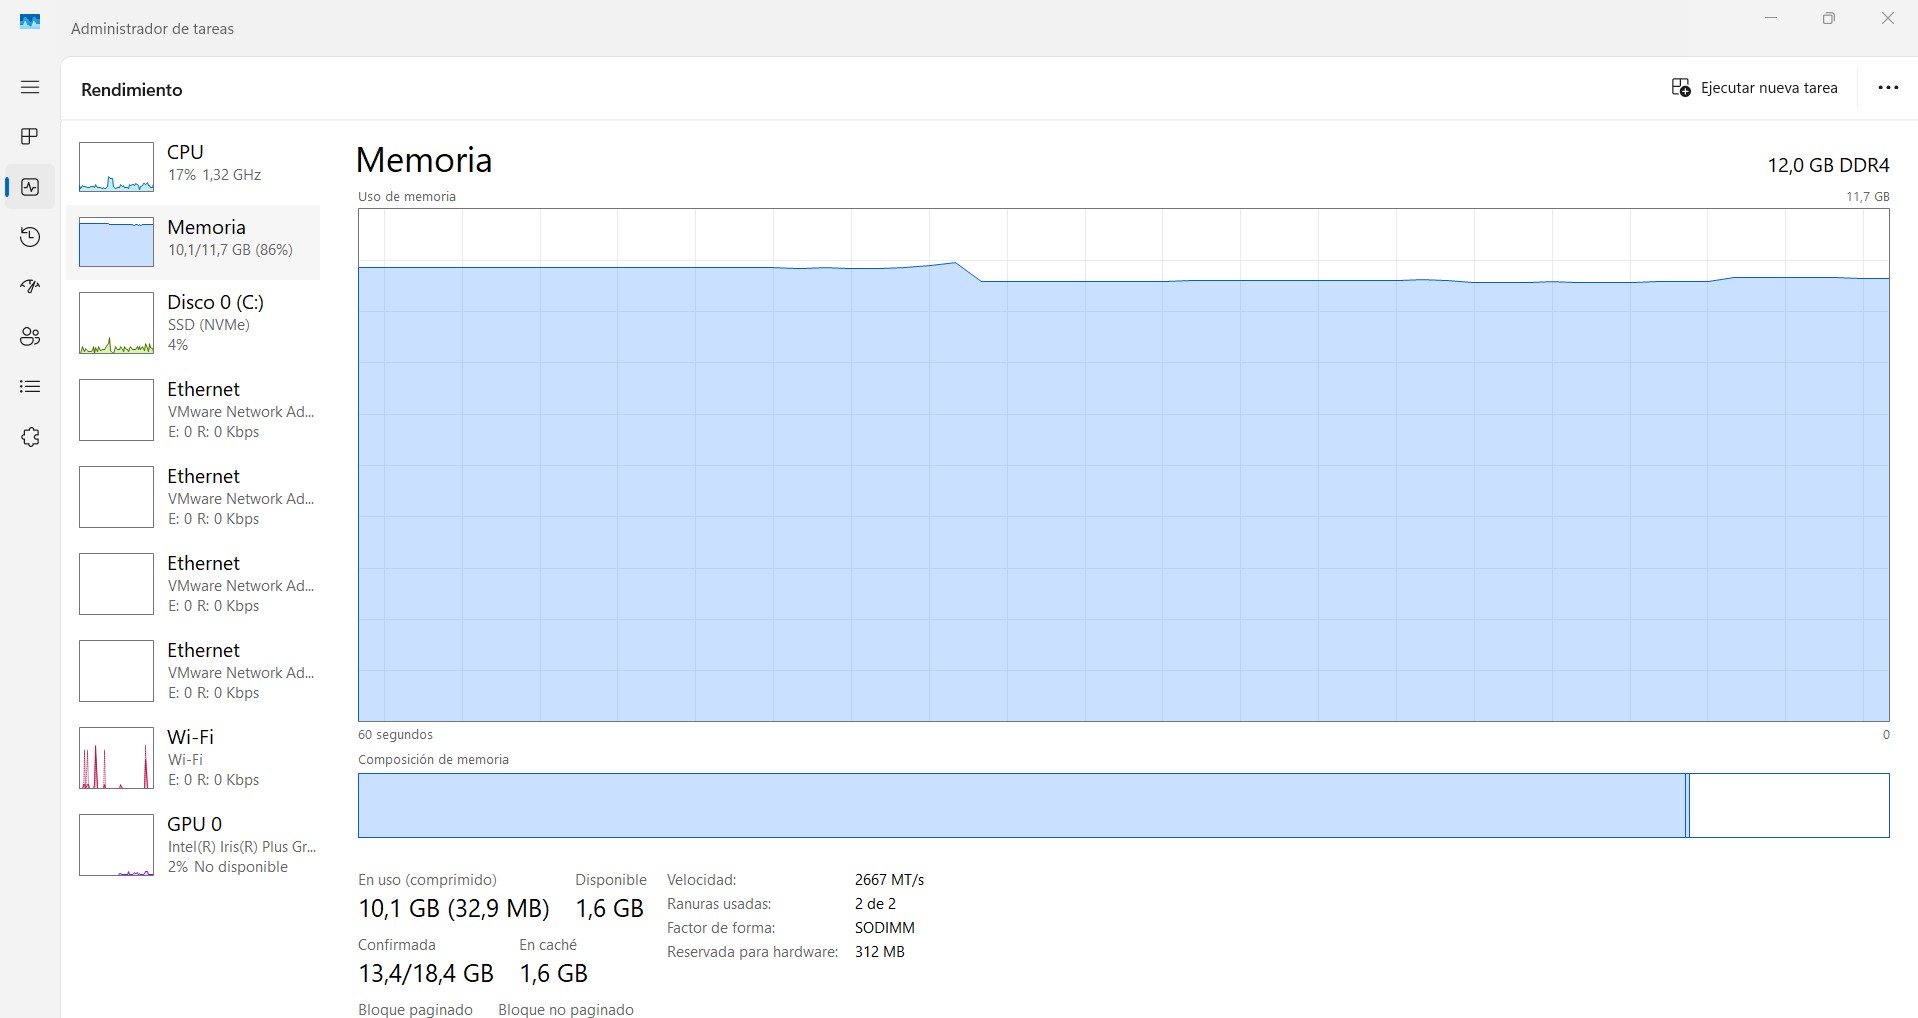 Administrador de tareas
Rendimiento
Ejecutar nueva tarea
CPU
17% 1,32 GHz
Memoria
10,1/11,7 GB (86%)
Disco 0 (C:)
SSD (NVMe)
4%
Ethernet
VMware Network Ad...
E: 0 R: 0 Kbps
Ethernet
VMware Network Ad...
E: 0 R: 0 Kbps
Ethernet
VMware Network Ad...
E: 0 R: 0 Kbps
Ethernet
VMware Network Ad...
E: 0 R: 0 Kbps
Wi-Fi
Wi-Fi
E: 0 R: 0 Kbps
GPU 0
Intel(R) Iris(R) Plus Gr...
2% No disponible
Memoria
12,0 GB DDR4
Uso de memoria
11,7 GB
60 segundos
0
Composición de memoria
En uso (comprimido)
10,1 GB (32,9 MB)
Disponible
1,6 GB
Confirmada
13,4/18,4 GB
En caché
1,6 GB
Bloque paginado
Bloque no paginado
Velocidad: 2667 MT/s
Ranuras usadas: 2 de 2
Factor de forma: SODIMM
Reservada para hardware: 312 MB